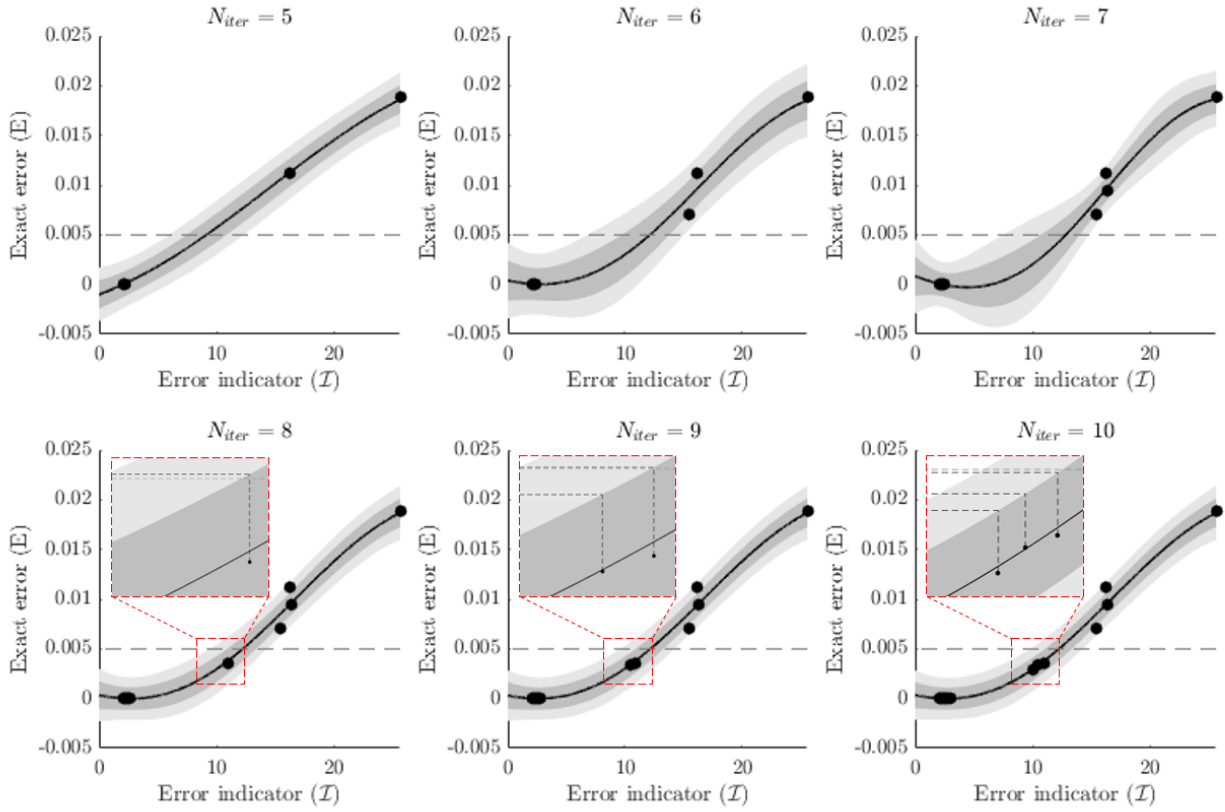 N_iter = 5
0.025
0.02
0.015
0.01
0.005
0
-0.005
Exact error (E)
0 10 20
Error indicator (ℐ)
N_iter = 6
0.025
0.02
0.015
0.01
0.005
0
-0.005
Exact error (E)
0 10 20
Error indicator (ℐ)
N_iter = 7
0.025
0.02
0.015
0.01
0.005
0
-0.005
Exact error (E)
0 10 20
Error indicator (ℐ)
N_iter = 8
0.025
0.02
0.015
0.01
0.005
0
-0.005
Exact error (E)
0 10 20
Error indicator (ℐ)
N_iter = 9
0.025
0.02
0.015
0.01
0.005
0
-0.005
Exact error (E)
0 10 20
Error indicator (ℐ)
N_iter = 10
0.025
0.02
0.015
0.01
0.005
0
-0.005
Exact error (E)
0 10 20
Error indicator (ℐ)